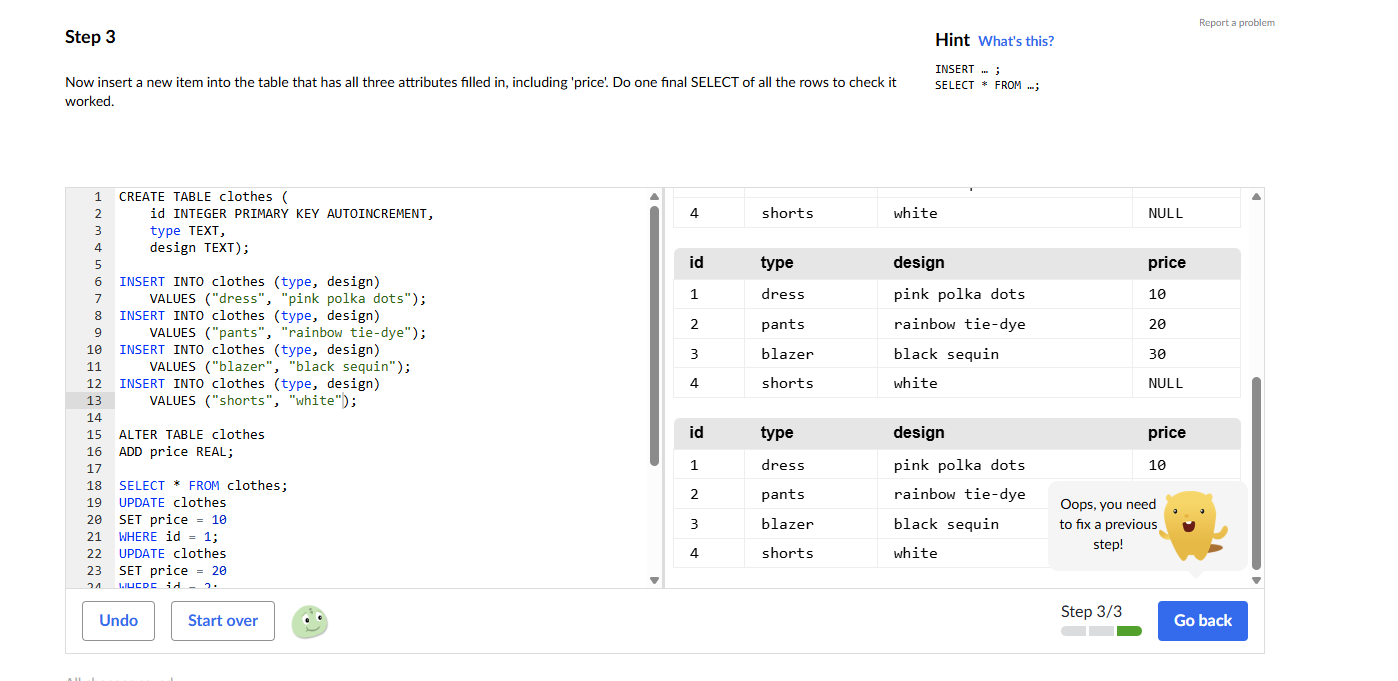 Report a problem
Step 3
Hint What's this?
INSERT … ;
SELECT * FROM …;
Now insert a new item into the table that has all three attributes filled in, including 'price'. Do one final SELECT of all the rows to check it
worked.
1 CREATE TABLE clothes (
2 id INTEGER PRIMARY KEY AUTOINCREMENT,
3 type TEXT,
4 design TEXT);
5
6 INSERT INTO clothes (type, design)
7 VALUES ("dress", "pink polka dots");
8 INSERT INTO clothes (type, design)
9 VALUES ("pants", "rainbow tie-dye");
10 INSERT INTO clothes (type, design)
11 VALUES ("blazer", "black sequin");
12 INSERT INTO clothes (type, design)
13 VALUES ("shorts", "white");
14
15 ALTER TABLE clothes
16 ADD price REAL;
17
18 SELECT * FROM clothes;
19 UPDATE clothes
20 SET price = 10
21 WHERE id = 1;
22 UPDATE clothes
23 SET price = 20
24 WHERE id = 2;
4 shorts white NULL
id type design price
1 dress pink polka dots 10
2 pants rainbow tie-dye 20
3 blazer black sequin 30
4 shorts white NULL
id type design price
1 dress pink polka dots 10
2 pants rainbow tie-dye
3 blazer black sequin
4 shorts white
Oops, you need
to fix a previous
step!
Undo
Start over
Step 3/3
Go back